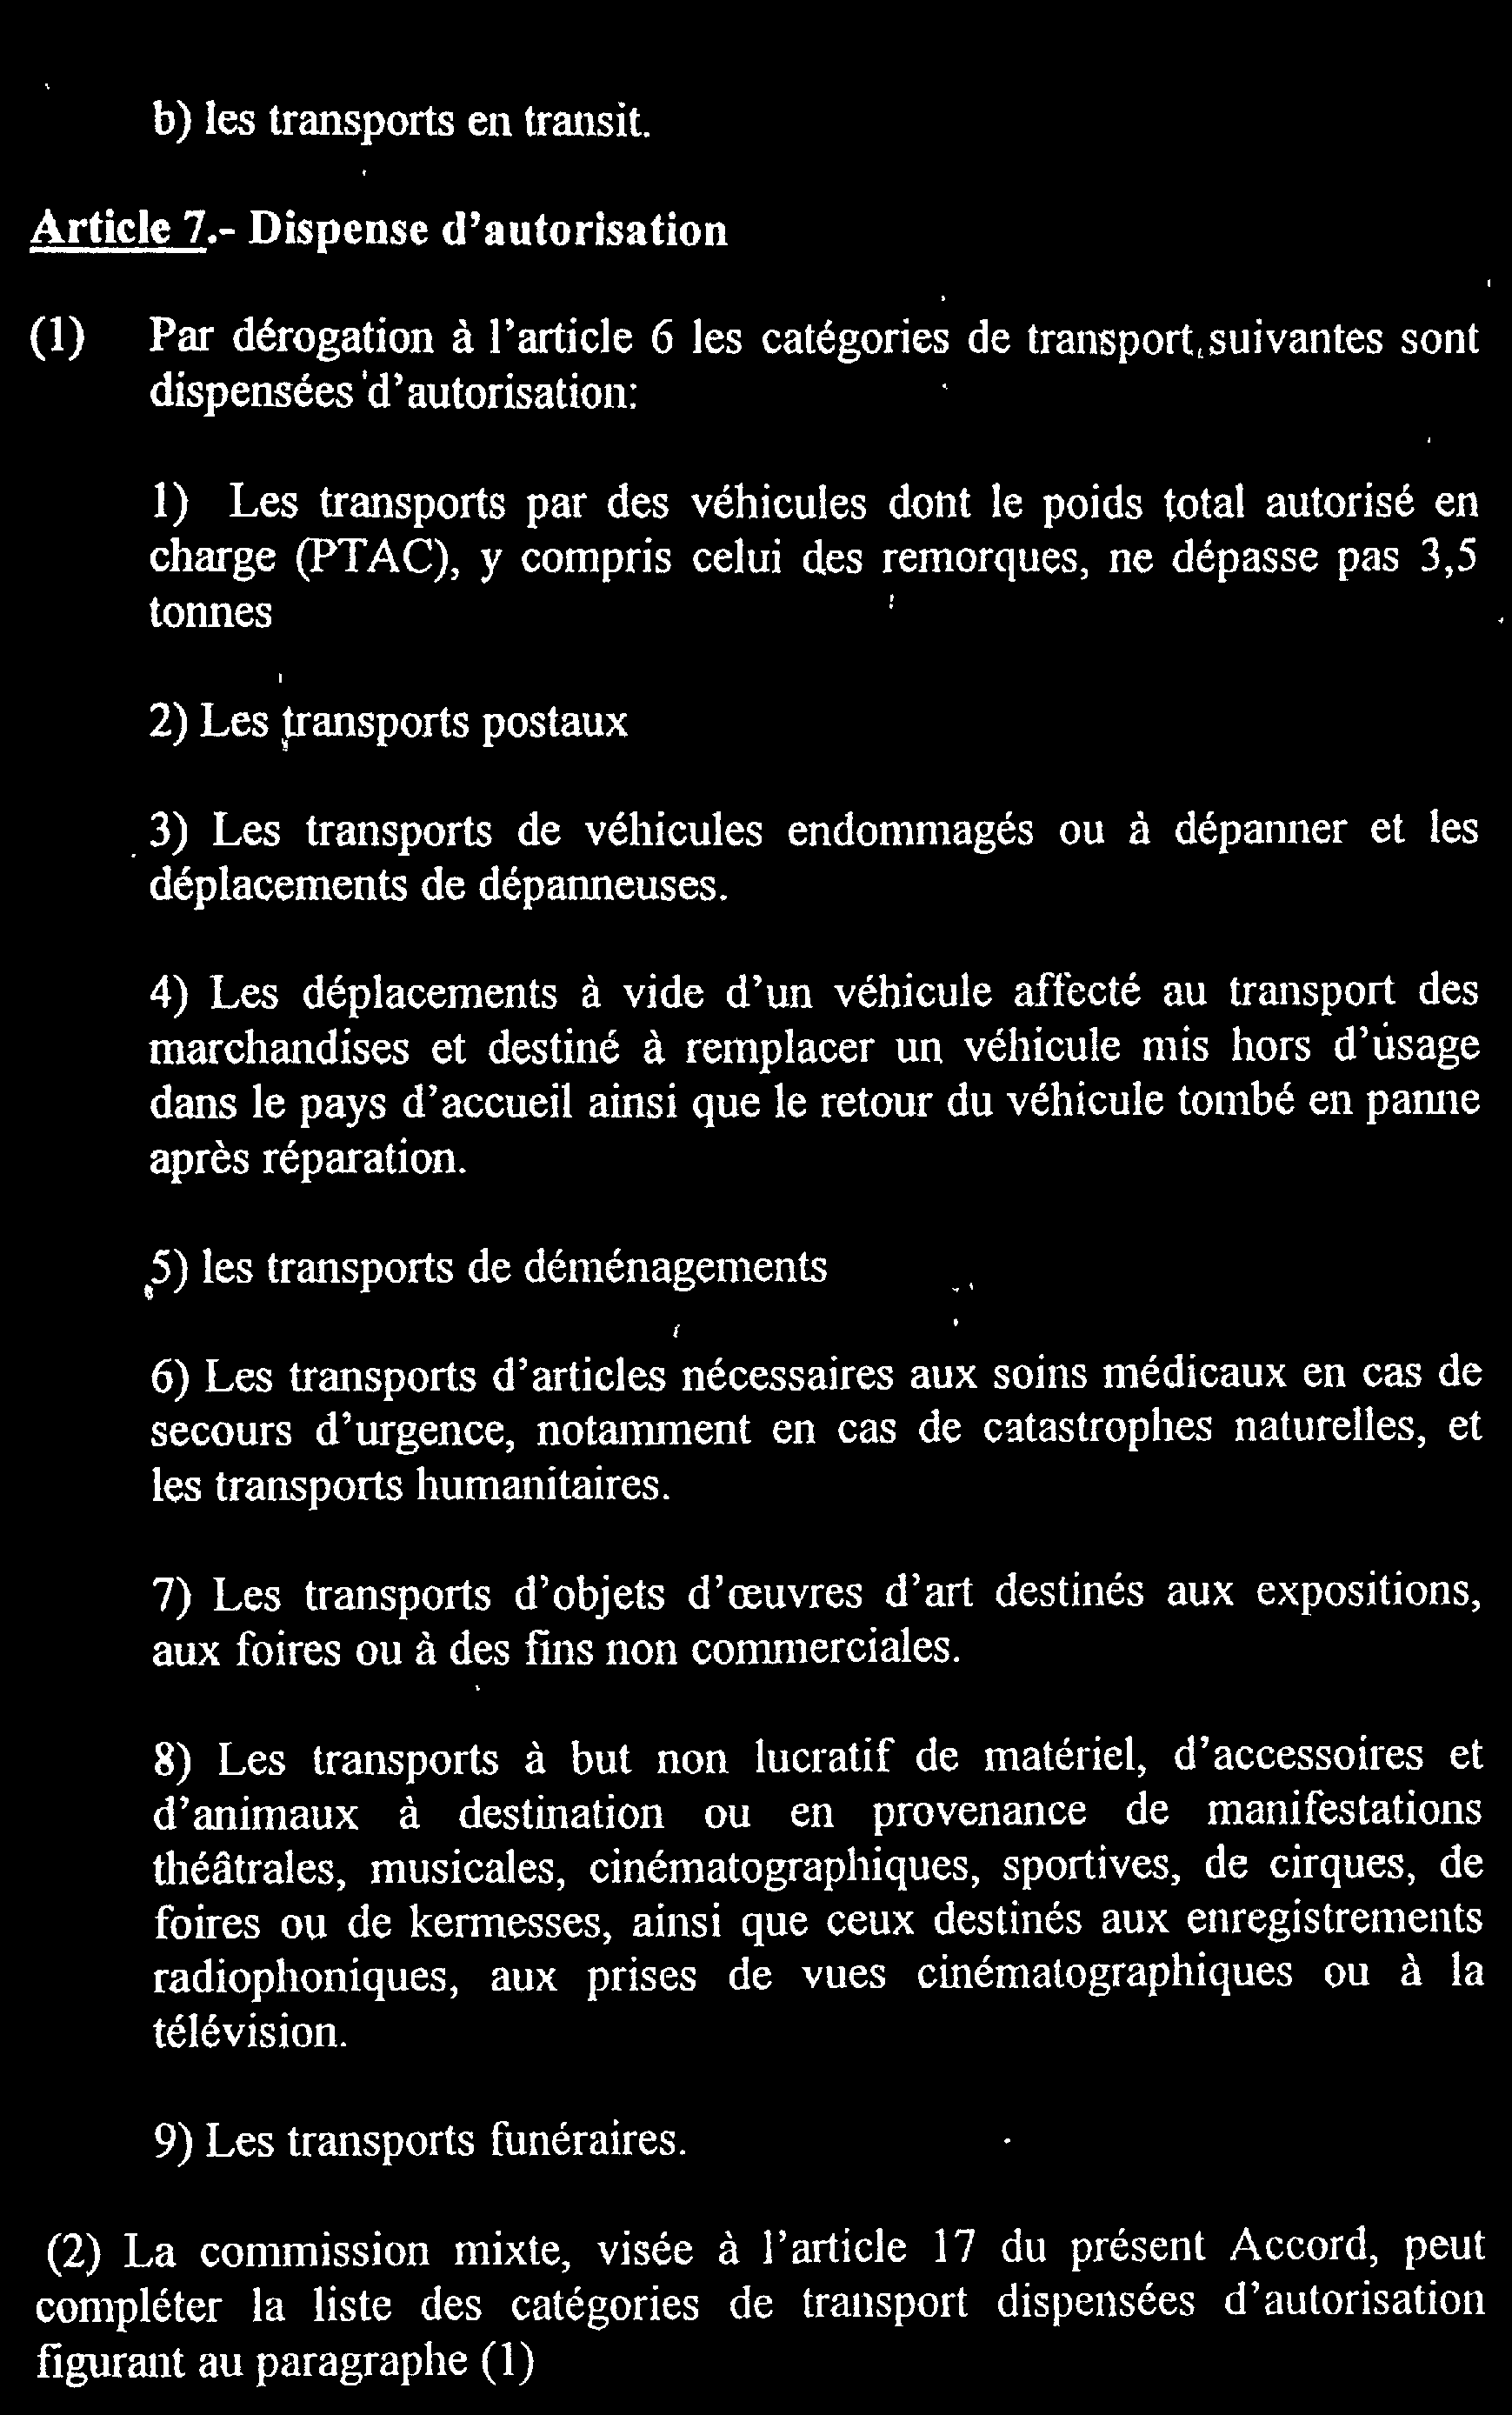 b) les transports en transit.
Article 7.- Dispense d'autorisation
(1) Par dérogation à l'article 6 les catégories de transport suivantes sont
dispensées d'autorisation:
1) Les transports par des véhicules dont le poids total autorisé en
charge (PTAC), y compris celui des remorques, ne dépasse pas 3,5
tonnes
2) Les transports postaux
3) Les transports de véhicules endommagés ou à dépanner et les
déplacements de dépanneuses.
4) Les déplacements à vide d'un véhicule affecté au transport des
marchandises et destiné à remplacer un véhicule mis hors d'usage
dans le pays d'accueil ainsi que le retour du véhicule tombé en panne
après réparation.
5) les transports de déménagements
6) Les transports d'articles nécessaires aux soins médicaux en cas de
secours d'urgence, notamment en cas de catastrophes naturelles, et
les transports humanitaires.
7) Les transports d'objets d'œuvres d'art destinés aux expositions,
aux foires ou à des fins non commerciales.
8) Les transports à but non lucratif de matériel, d'accessoires et
d'animaux à destination ou en provenance de manifestations
théâtrales, musicales, cinématographiques, sportives, de cirques, de
foires ou de kermesses, ainsi que ceux destinés aux enregistrements
radiophoniques, aux prises de vues cinématographiques ou à la
télévision.
9) Les transports funéraires.
(2) La commission mixte, visée à l'article 17 du présent Accord, peut
compléter la liste des catégories de transport dispensées d'autorisation
figurant au paragraphe (1)